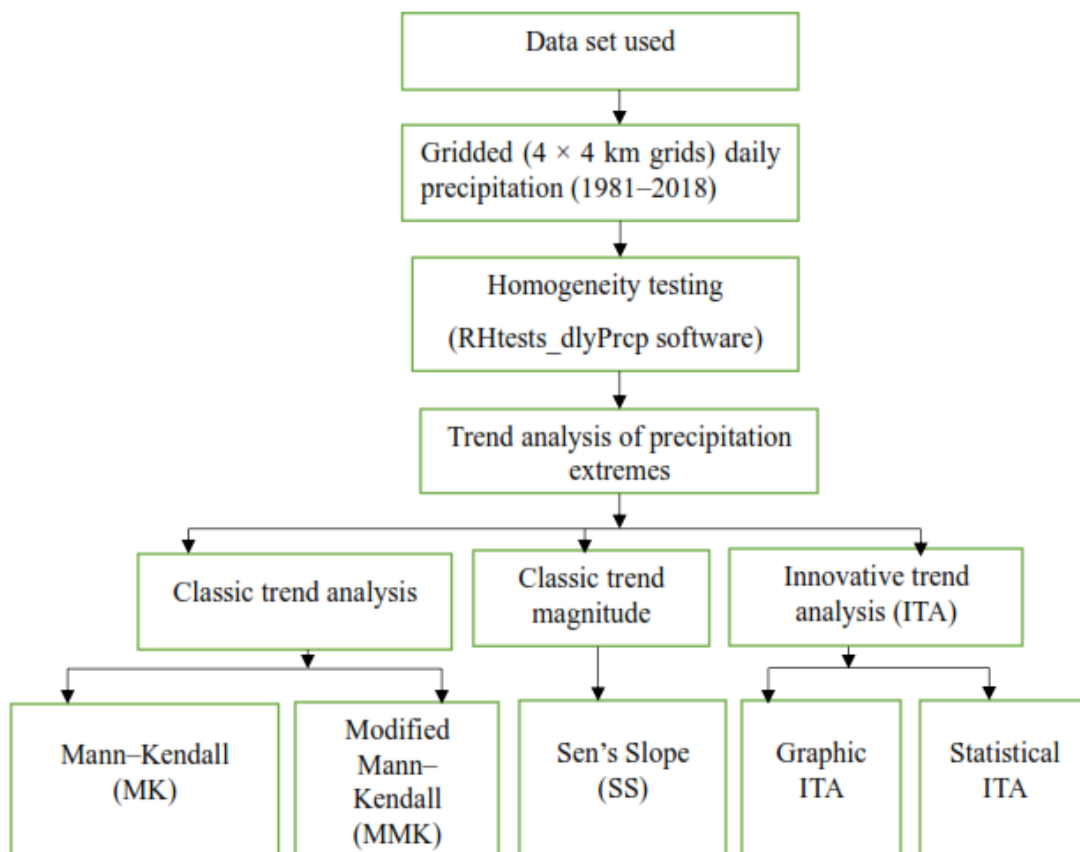 Data set used
Gridded (4 × 4 km grids) daily
precipitation (1981–2018)
Homogeneity testing
(RHtests_dlyPrcp software)
Trend analysis of precipitation
extremes
Classic trend analysis
Classic trend
magnitude
Innovative trend
analysis (ITA)
Mann–Kendall
(MK)
Modified
Mann–
Kendall
(MMK)
Sen’s Slope
(SS)
Graphic
ITA
Statistical
ITA